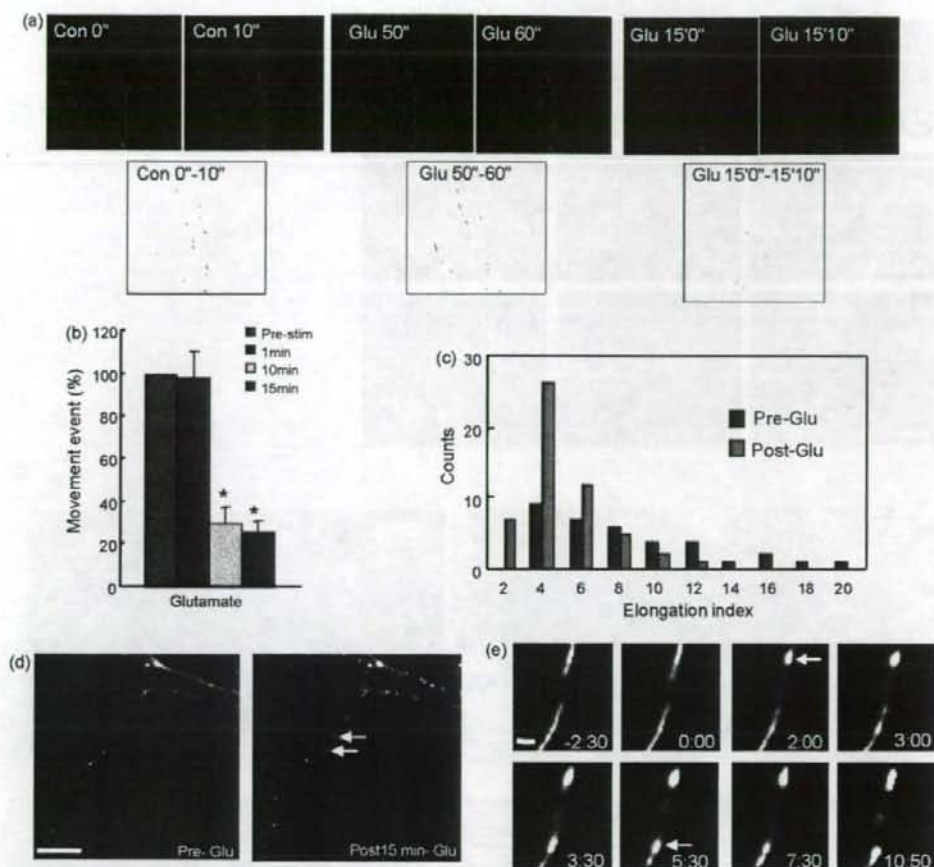 (a)
Con 0" Con 10" Glu 50" Glu 60" Glu 15'0" Glu 15'10"
Con 0"-10" Glu 50"-60" Glu 15'0"-15'10"
(b)
120
100
80
60
40
20
0
Movement event (%)
Pre-stim
1min
10min
15min
* *
Glutamate
(c)
30
20
10
0
Counts
Pre-Glu
Post-Glu
2 4 6 8 10 12 14 16 18 20
Elongation index
(d)
Pre- Glu Post15 min- Glu
(e)
-2:30 0:00 2:00 3:00
3:30 5:30 7:30 10:50